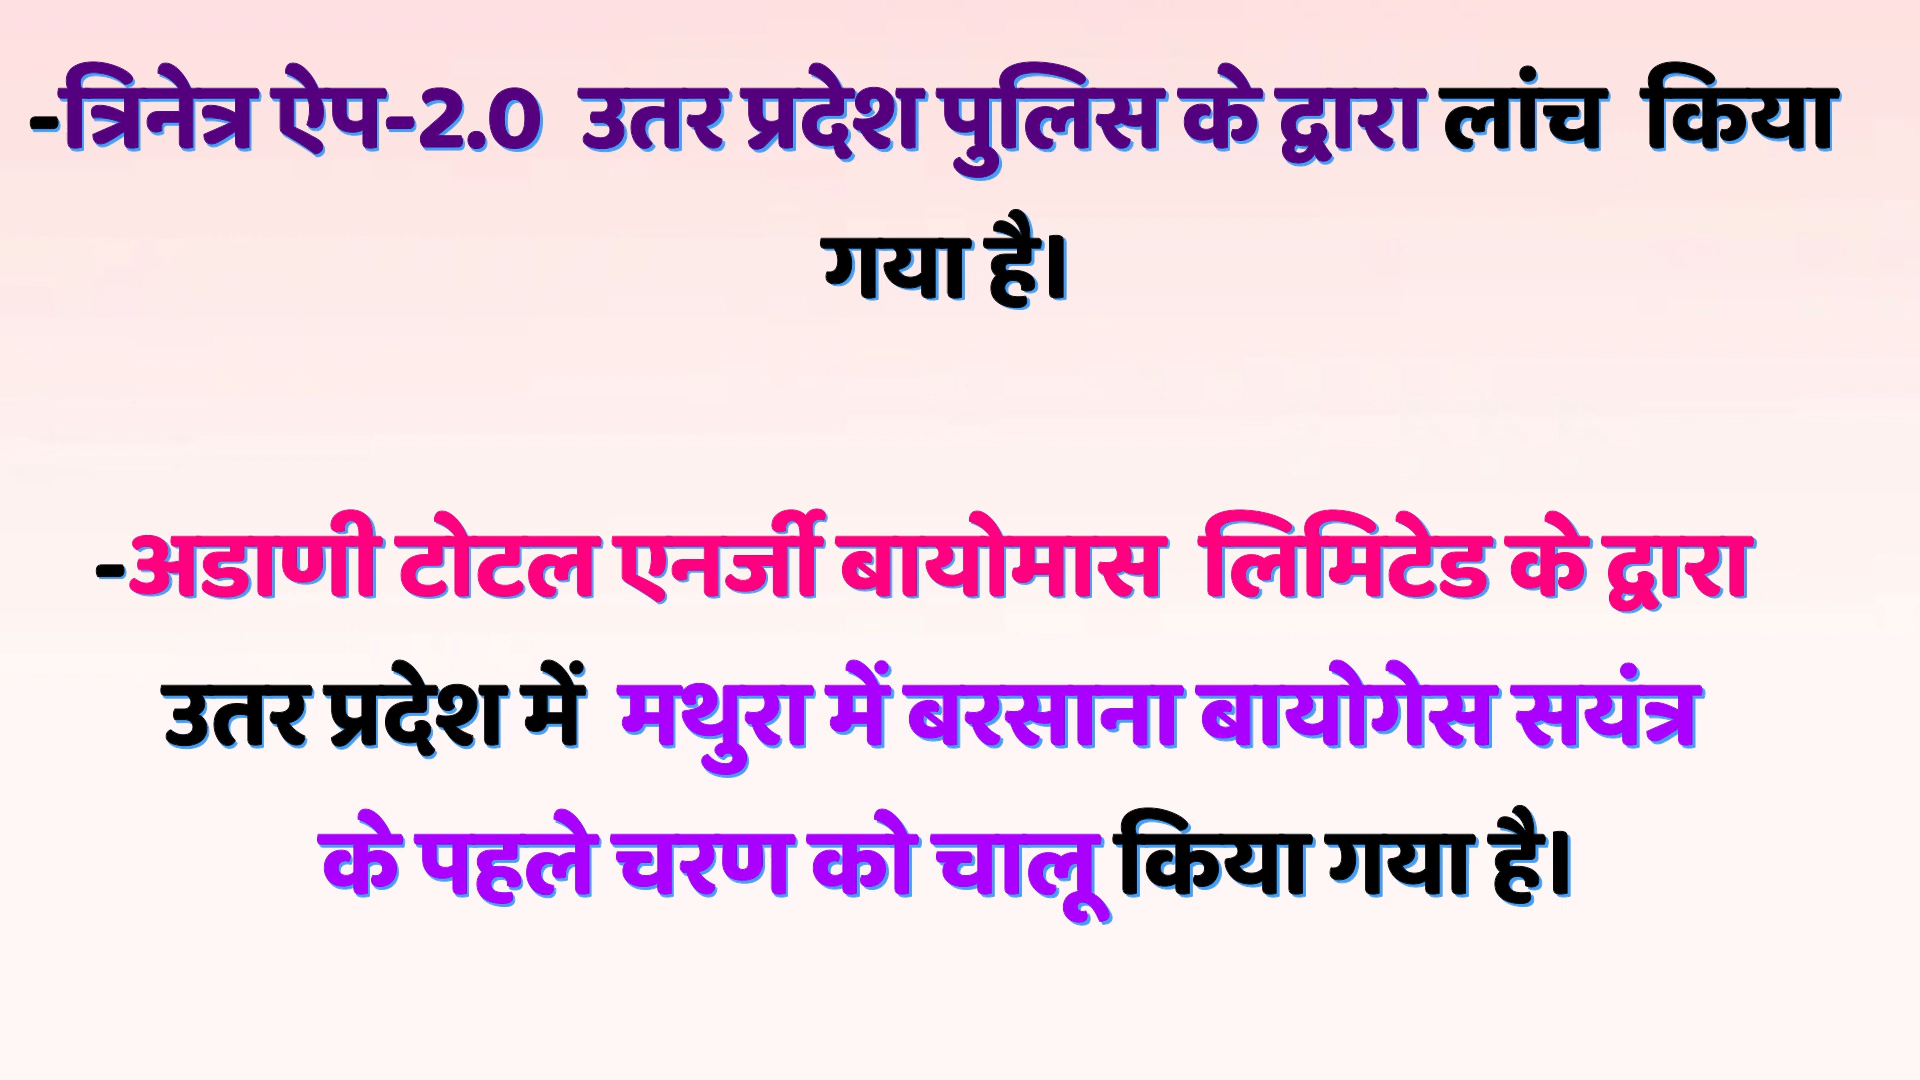 -त्रिनेत्र ऐप-2.0 उतर प्रदेश पुलिस के द्वारा लांच किया
गया है।
-अडाणी टोटल एनर्जी बायोमास लिमिटेड के द्वारा
उतर प्रदेश में मथुरा में बरसाना बायोगेस सयंत्र
के पहले चरण को चालू किया गया है।